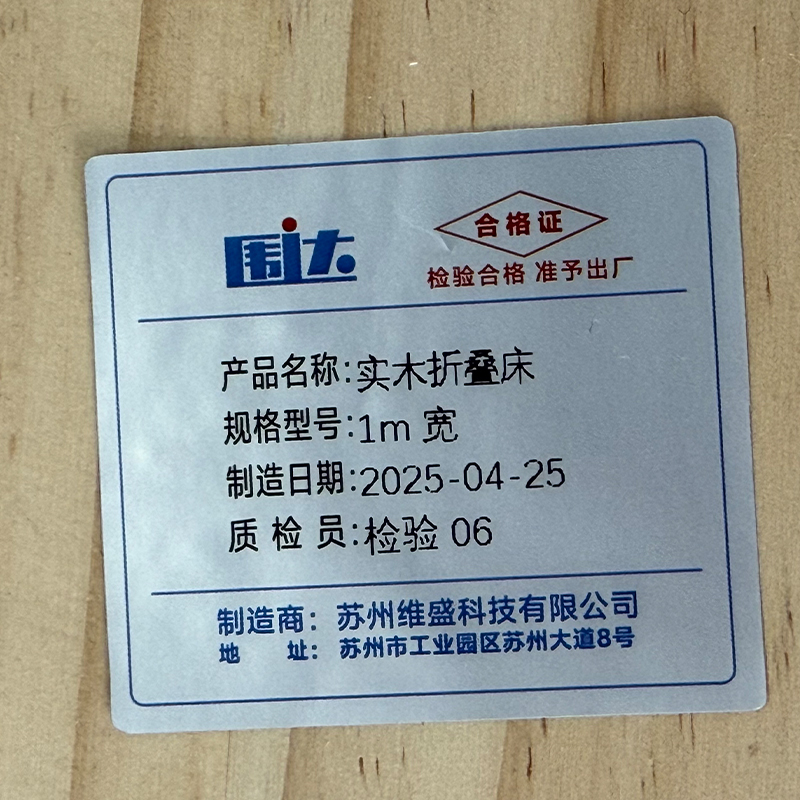 围达
合格证
检验合格 准予出厂
产品名称:实木折叠床
规格型号:1m 宽
制造日期:2025-04-25
质 检 员:检验 06
制造商：苏州维盛科技有限公司
地 址：苏州市工业园区苏州大道8号